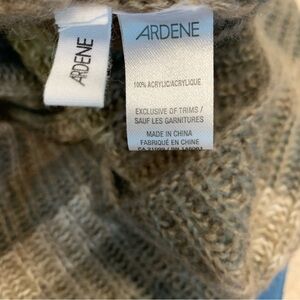 ARDENE
ARDENE
100% ACRYLIC/ACRYLIQUE
EXCLUSIVE OF TRIMS /
SAUF LES GARNITURES
MADE IN CHINA
FABRIQUÉ EN CHINE